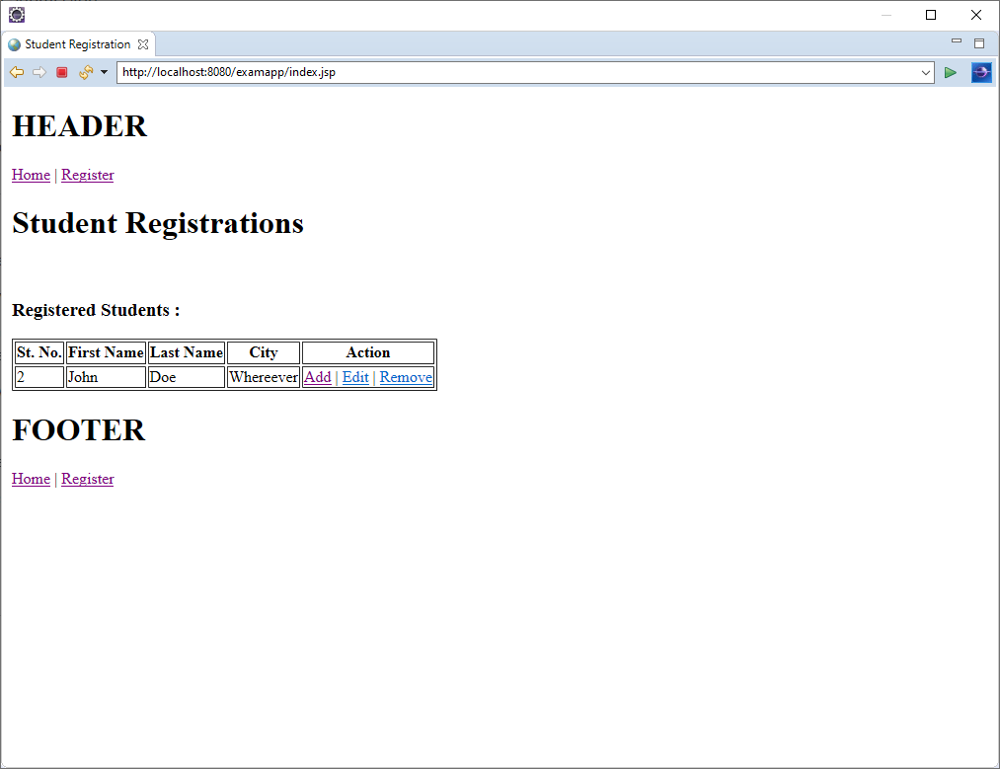 Student Registration
http://localhost:8080/examapp/index.jsp
HEADER
Home | Register
Student Registrations
Registered Students :
St. No. First Name Last Name City Action
2 John Doe Whereever Add | Edit | Remove
FOOTER
Home | Register